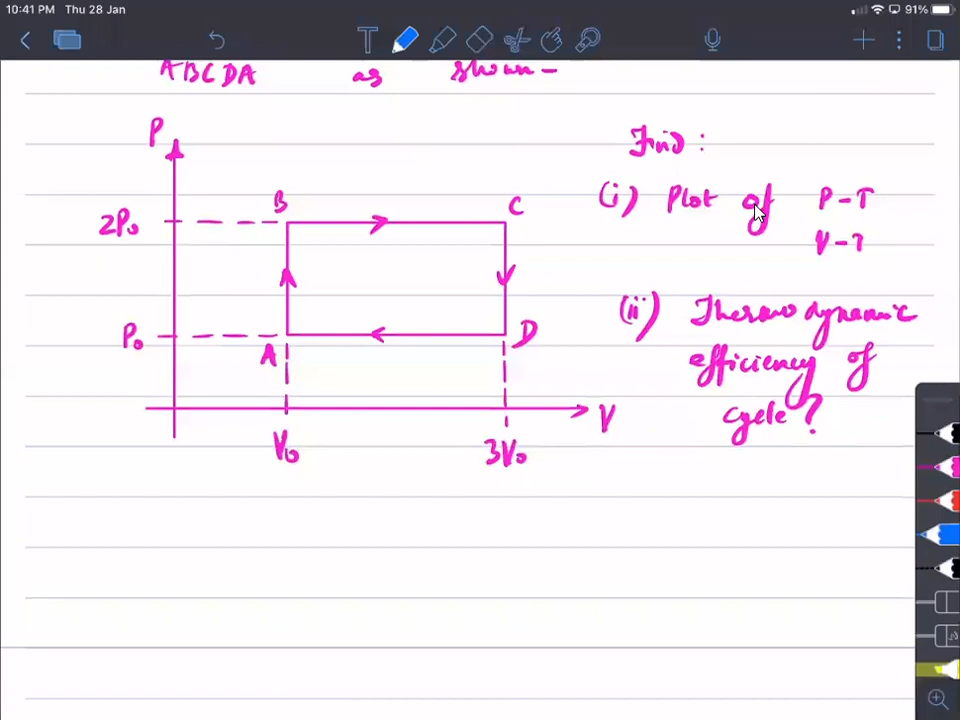 10:41 PM Thu 28 Jan
91%
ABCDA as shown-
P
Find:
(i) Plot of P-T
V-T
B
C
2P₀
(ii) Thermodynamic
efficiency of
cycle?
P₀
A
D
V
V₀
3V₀